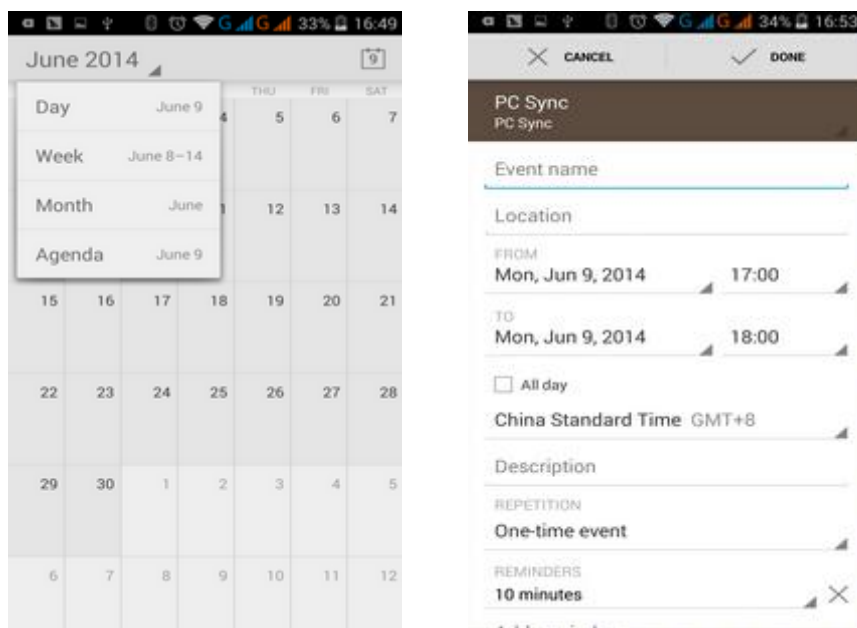 G G 33% 16:49
June 2014 9
THU FRI SAT
Day June 9
4 5 6 7
Week June 8–14
Month June
12 13 14
Agenda June 9
15 16 17 18 19 20 21
22 23 24 25 26 27 28
29 30 1 2 3 4 5
6 7 8 9 10 11 12
G G 34% 16:53
CANCEL DONE
PC Sync
PC Sync
Event name
Location
FROM
Mon, Jun 9, 2014 17:00
TO
Mon, Jun 9, 2014 18:00
All day
China Standard Time GMT+8
Description
REPETITION
One-time event
REMINDERS
10 minutes